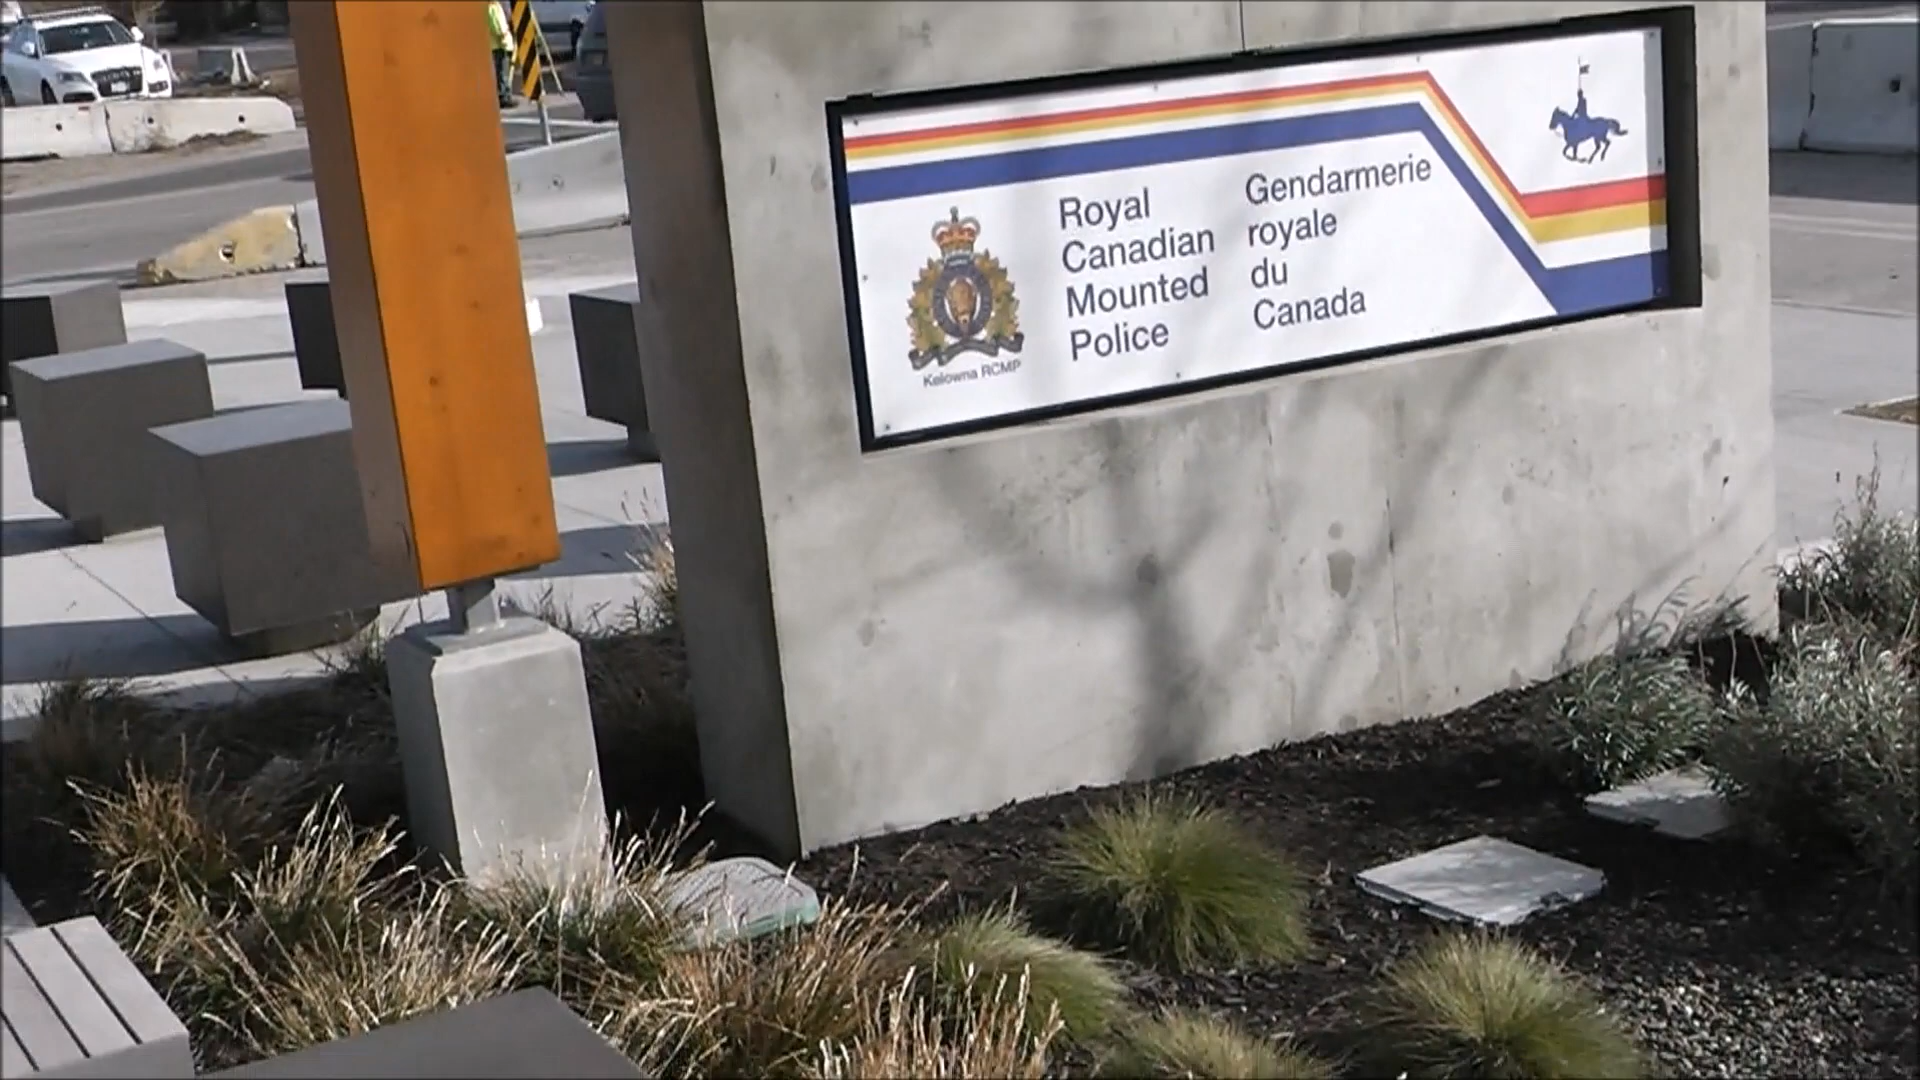 Royal
Canadian
Mounted
Police
Gendarmerie
royale
du
Canada
Kelowna RCMP